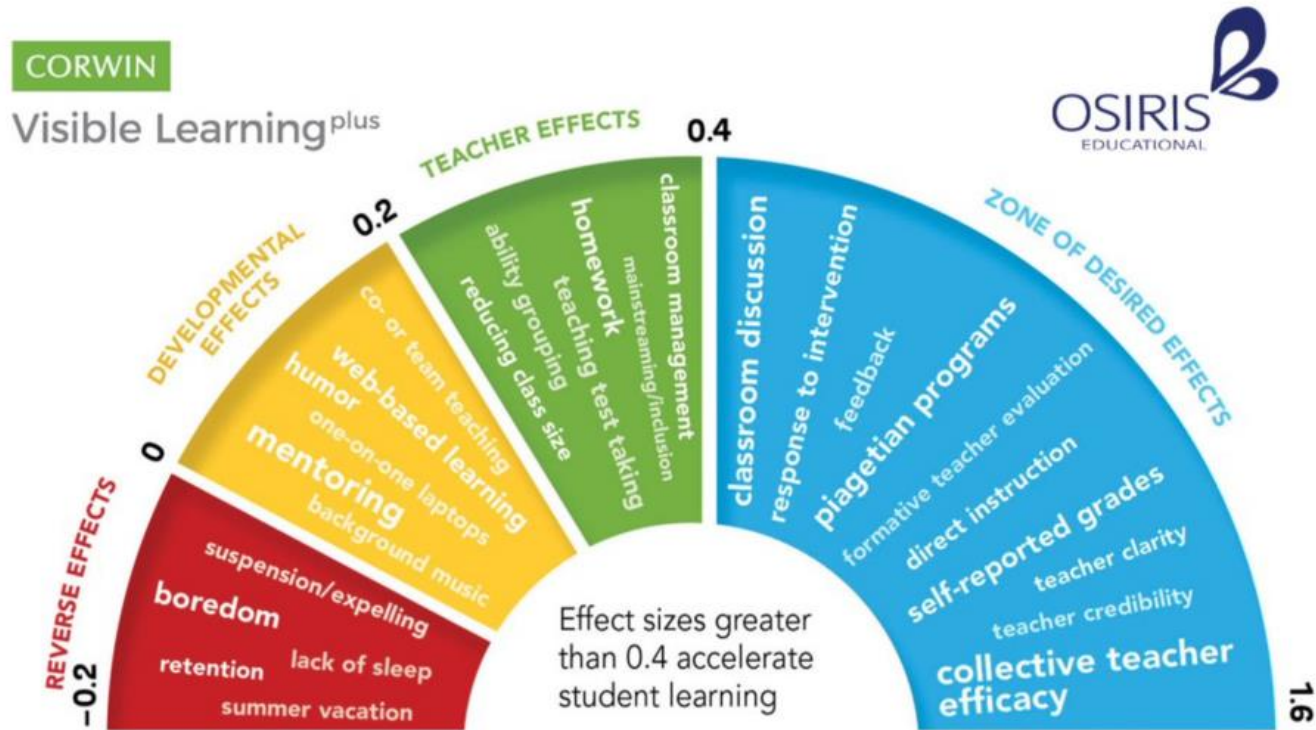 CORWIN
Visible Learning plus
OSIRIS
EDUCATIONAL
REVERSE EFFECTS
-0.2
0
suspension/expelling
boredom
lack of sleep
retention
summer vacation
DEVELOPMENTAL
EFFECTS
0.2
co- or team teaching
web-based learning
humor
one-on-one laptops
mentoring
background music
TEACHER EFFECTS
0.4
reducing class size
ability grouping
teaching test taking
homework
mainstreaming/inclusion
classroom management
ZONE OF DESIRED EFFECTS
1.6
classroom discussion
response to intervention
feedback
piagetian programs
formative teacher evaluation
direct instruction
self-reported grades
teacher clarity
teacher credibility
collective teacher
efficacy
Effect sizes greater
than 0.4 accelerate
student learning